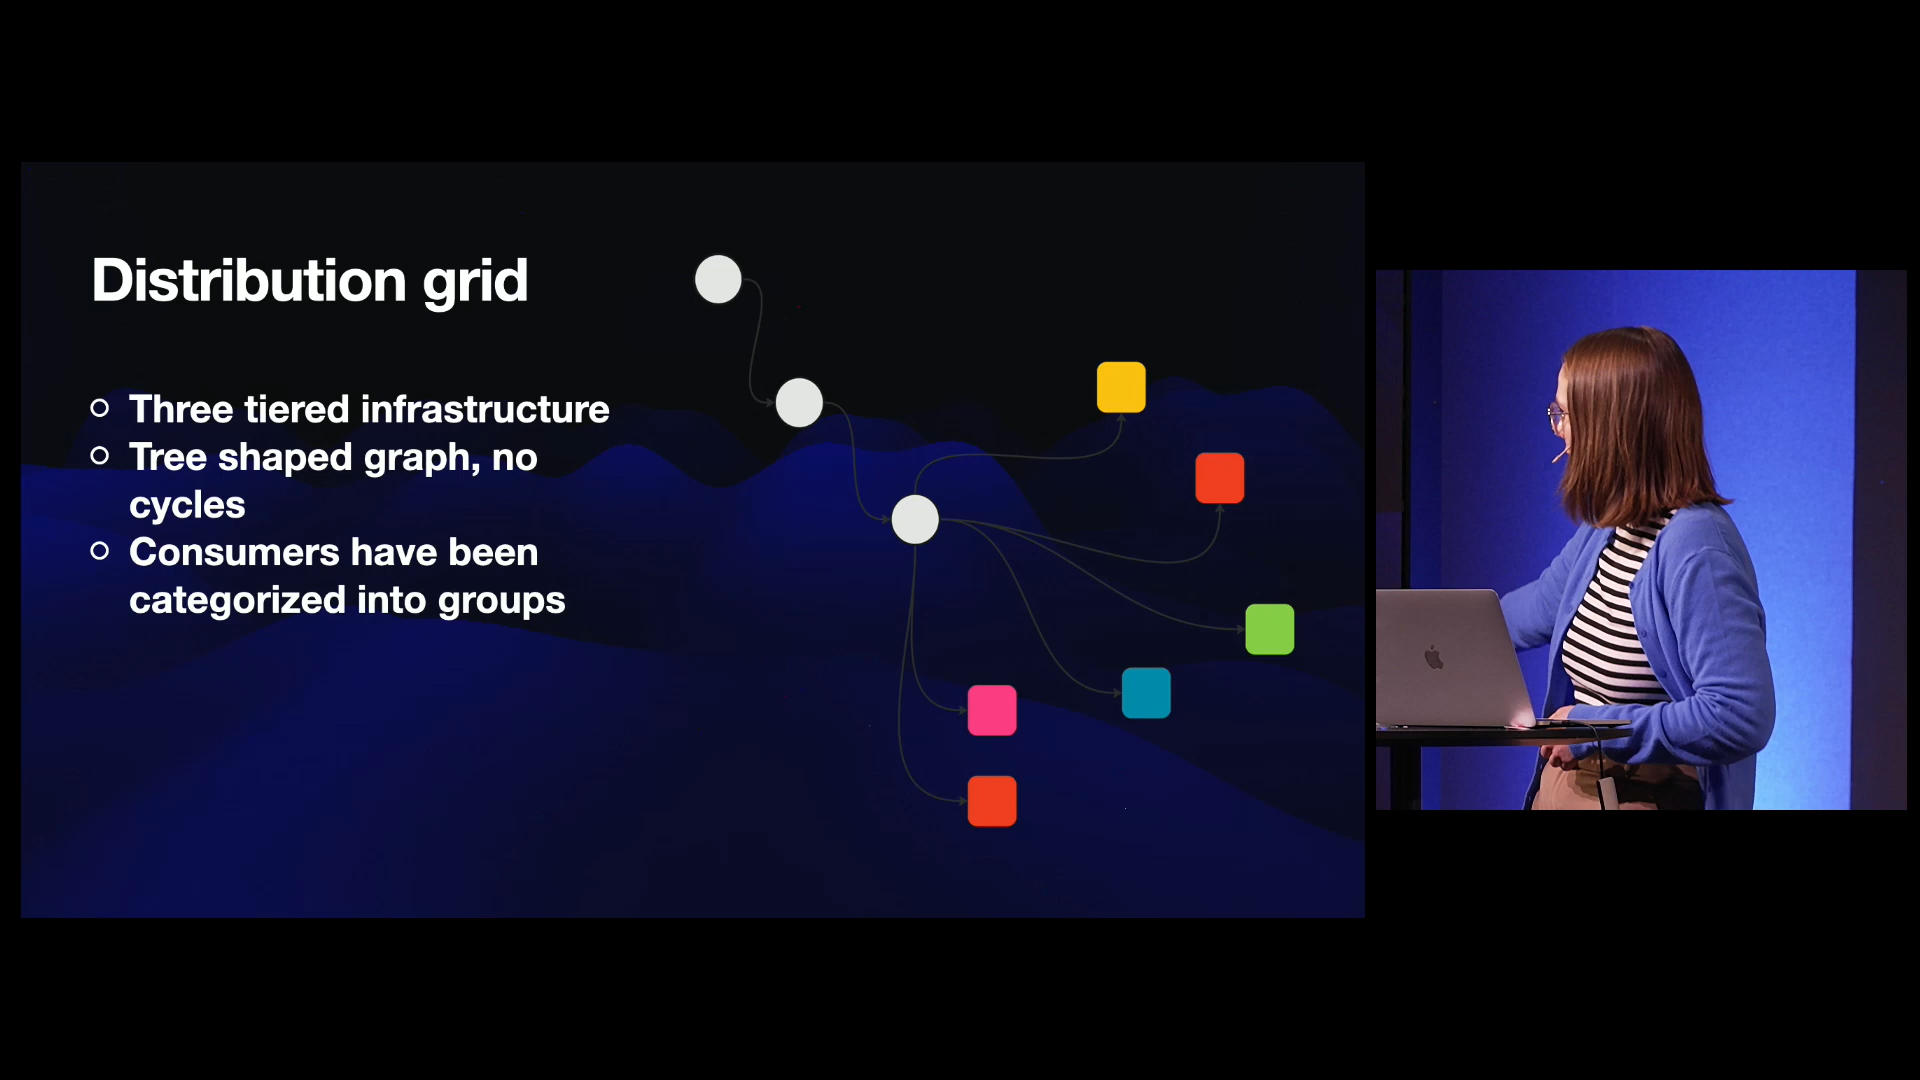 Distribution grid
Three tiered infrastructure
Tree shaped graph, no
cycles
Consumers have been
categorized into groups